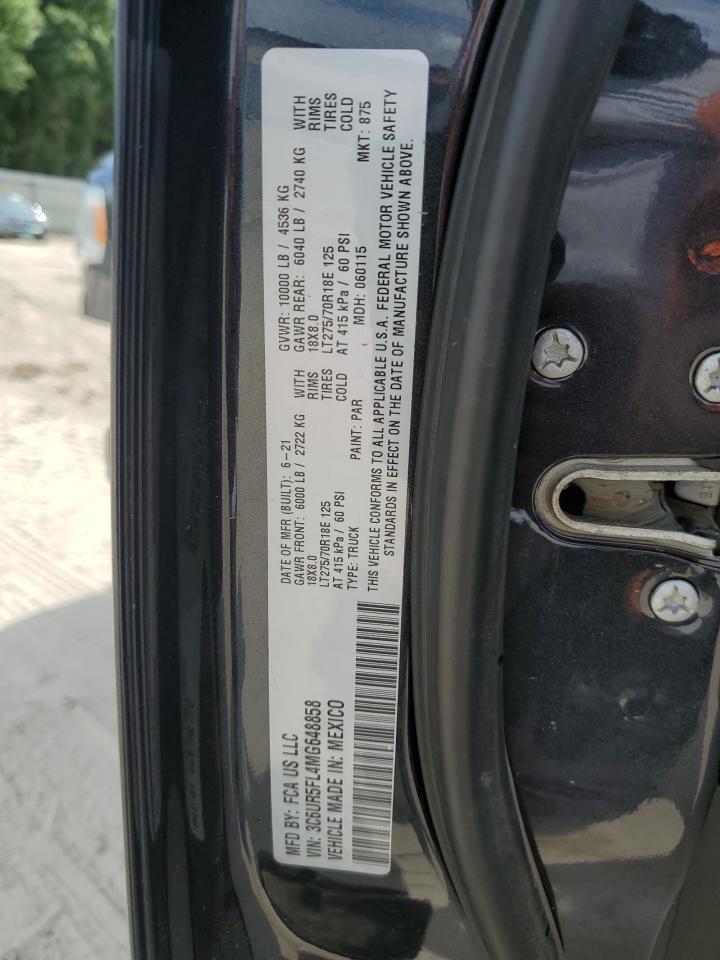 MFD BY: FCA US LLC
DATE OF MFR (BUILT): 6-21
GVWR: 10000 LB / 4536 KG
VIN: 3C6UR5FL4MG648858
GAWR FRONT: 6000 LB / 2722 KG WITH
GAWR REAR: 6040 LB / 2740 KG WITH
VEHICLE MADE IN: MEXICO
18X8.0 RIMS
18X8.0 RIMS
LT275/70R18E 125 TIRES
LT275/70R18E 125 TIRES
AT 415 kPa / 60 PSI COLD
AT 415 kPa / 60 PSI COLD
TYPE: TRUCK PAINT: PAR MDH: 060115 MKT: 875
THIS VEHICLE CONFORMS TO ALL APPLICABLE U.S.A. FEDERAL MOTOR VEHICLE SAFETY
STANDARDS IN EFFECT ON THE DATE OF MANUFACTURE SHOWN ABOVE.